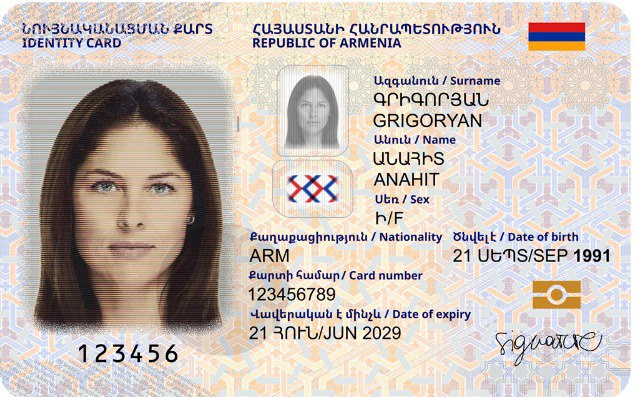 ՆՈՒՅՆԱԿԱՆԱՑՄԱՆ ՔԱՐՏ
IDENTITY CARD
ՀԱՅԱՍՏԱՆԻ ՀԱՆՐԱՊԵՏՈՒԹՅՈՒՆ
REPUBLIC OF ARMENIA
Ազգանուն / Surname
ԳՐԻԳՈՐՅԱՆ
GRIGORYAN
Անուն / Name
ԱՆԱՀԻՏ
ANAHIT
Սեռ / Sex
Ի/F
Քաղաքացիություն / Nationality
ARM
Ծնվել է / Date of birth
21 ՍԵՊՏ/SEP 1991
Քարտի համար / Card number
123456789
Վավերական է մինչև / Date of expiry
21 ՀՈՒՆ/JUN 2029
signature
123456